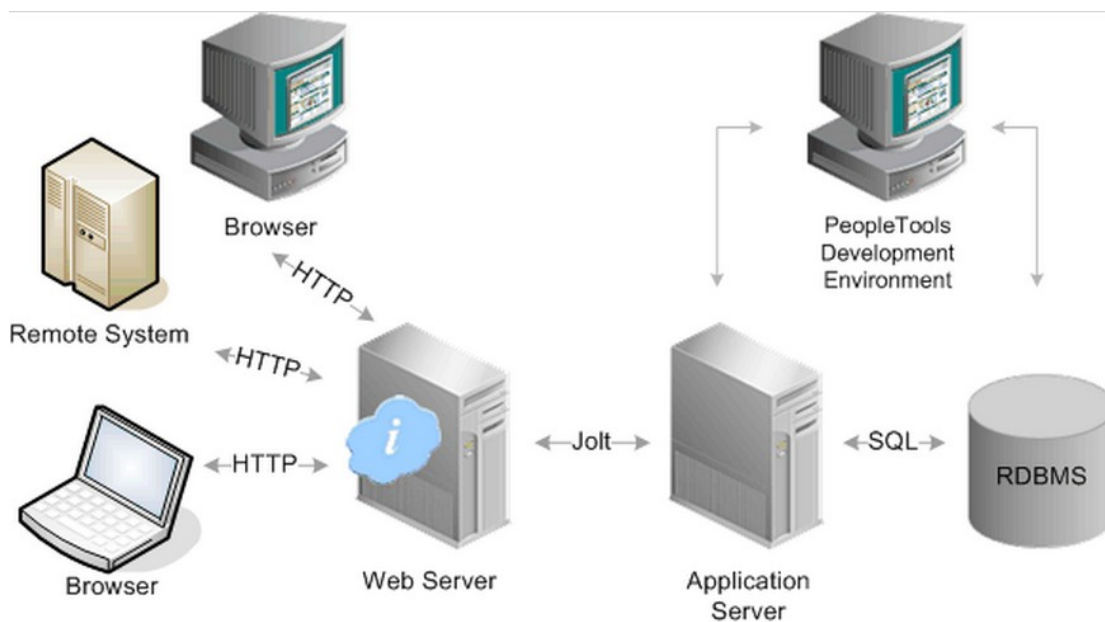 Browser
PeopleTools
Development
Environment
HTTP
Remote System
HTTP
HTTP
Jolt
SQL
RDBMS
i
Browser
Web Server
Application
Server